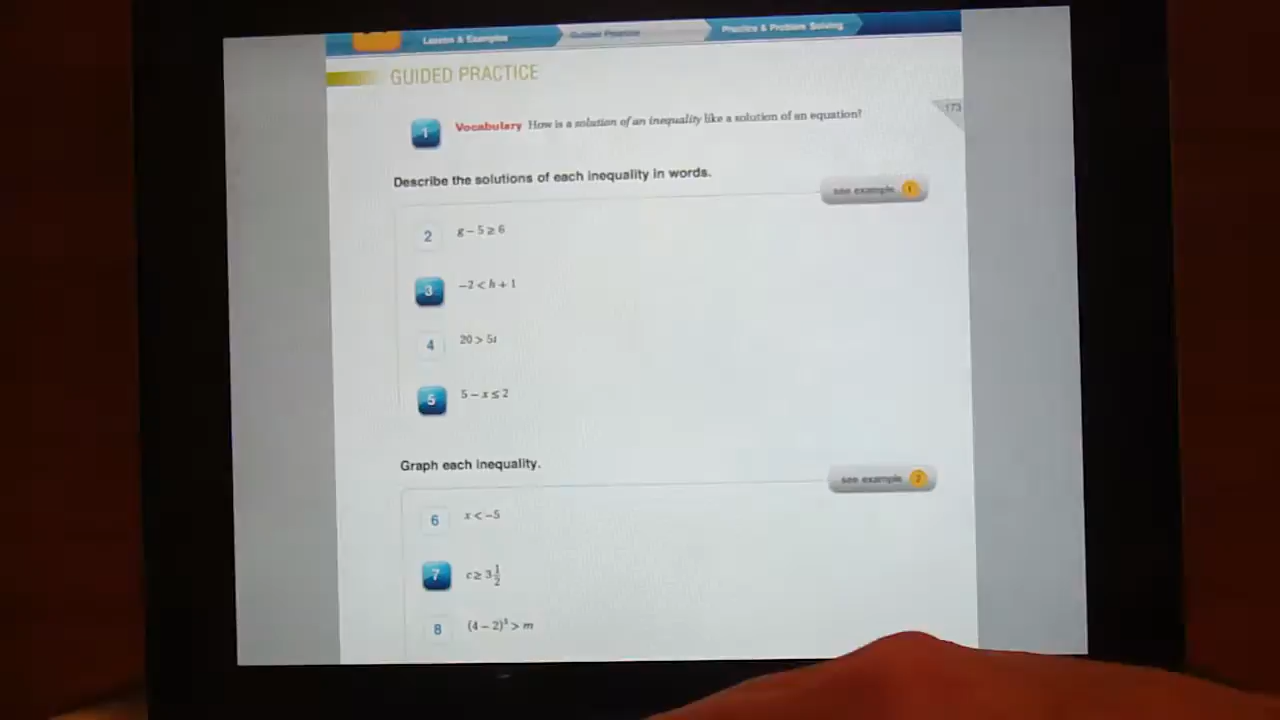 Lesson & Examples
Guided Practice
Practice & Problem Solving
GUIDED PRACTICE
173
1 Vocabulary How is a solution of an inequality like a solution of an equation?
Describe the solutions of each inequality in words.
see example 1
2 g – 5 ≥ 6
3 –2 < h + 1
4 20 > 5t
5 5 – x ≤ 2
Graph each inequality.
see example 2
6 x < –5
7 c ≥ 3 1/2
8 (4 – 2)³ > m